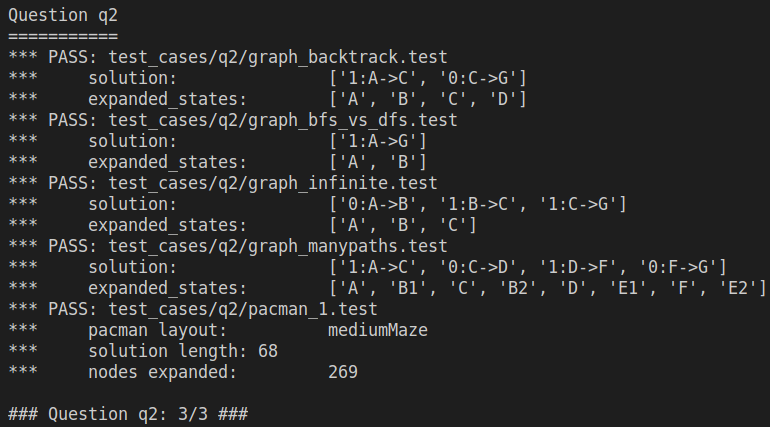 Question q2
===========
*** PASS: test_cases/q2/graph_backtrack.test
***     solution:               ['1:A->C', '0:C->G']
***     expanded_states:        ['A', 'B', 'C', 'D']
*** PASS: test_cases/q2/graph_bfs_vs_dfs.test
***     solution:               ['1:A->G']
***     expanded_states:        ['A', 'B']
*** PASS: test_cases/q2/graph_infinite.test
***     solution:               ['0:A->B', '1:B->C', '1:C->G']
***     expanded_states:        ['A', 'B', 'C']
*** PASS: test_cases/q2/graph_manypaths.test
***     solution:               ['1:A->C', '0:C->D', '1:D->F', '0:F->G']
***     expanded_states:        ['A', 'B1', 'C', 'B2', 'D', 'E1', 'F', 'E2']
*** PASS: test_cases/q2/pacman_1.test
***     pacman layout:          mediumMaze
***     solution length: 68
***     nodes expanded:         269

### Question q2: 3/3 ###